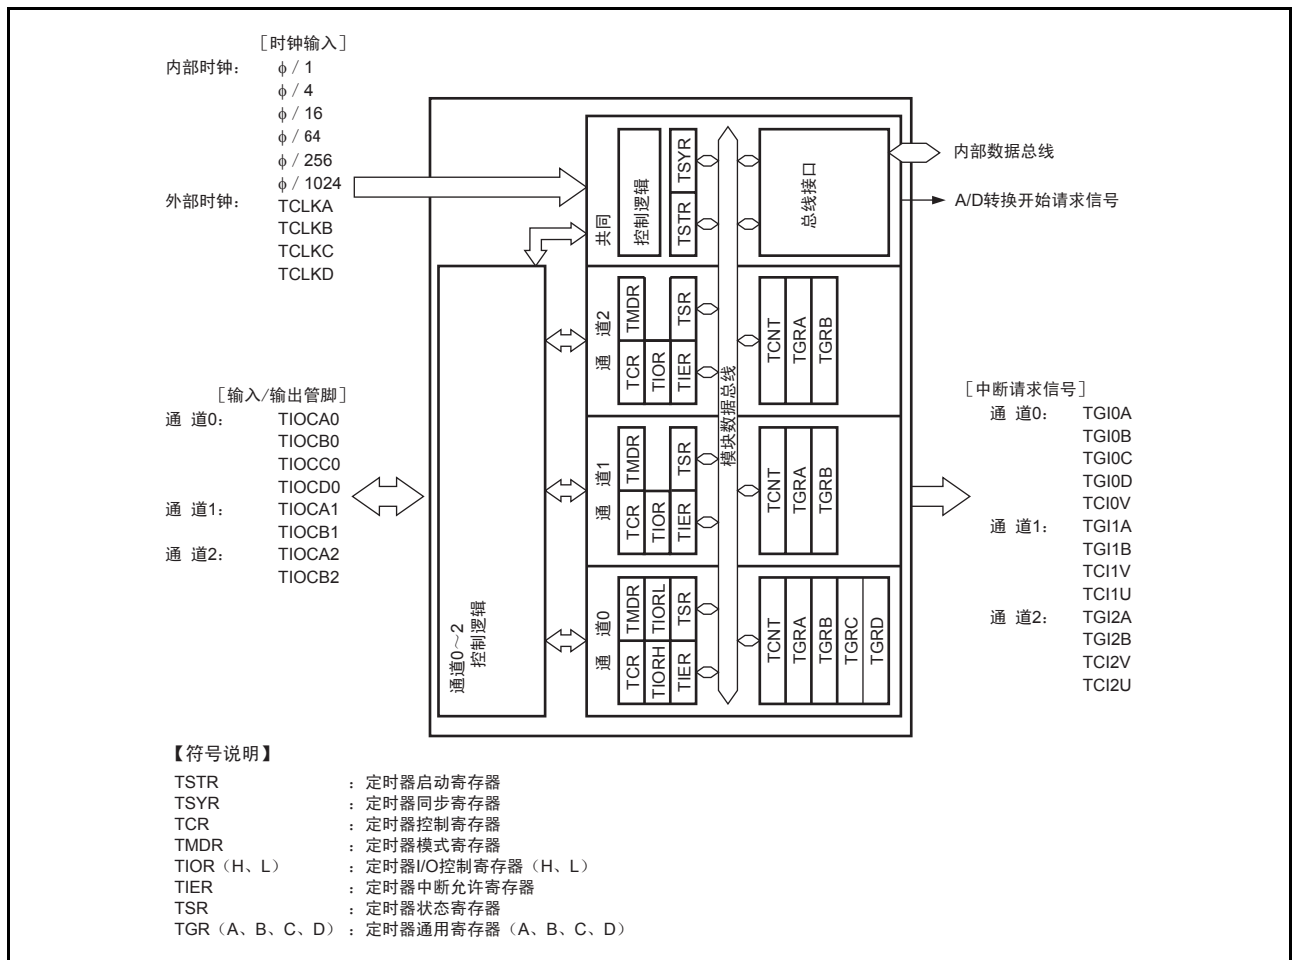 [时钟输入]
内部时钟： ϕ / 1
ϕ / 4
ϕ / 16
ϕ / 64
ϕ / 256
ϕ / 1024
外部时钟： TCLKA
TCLKB
TCLKC
TCLKD
[输入/输出管脚]
通 道0： TIOCA0
TIOCB0
TIOCC0
TIOCD0
通 道1： TIOCA1
TIOCB1
通 道2： TIOCA2
TIOCB2
通道0～2
控制逻辑
共同
控制逻辑
TSTR
TSYR
总线接口
模块数据总线
通 道2
TCR
TMDR
TIOR
TIER
TSR
TCNT
TGRA
TGRB
通 道1
TCR
TMDR
TIOR
TIER
TSR
TCNT
TGRA
TGRB
通 道0
TCR
TMDR
TIORH
TIORL
TIER
TSR
TCNT
TGRA
TGRB
TGRC
TGRD
内部数据总线
A/D转换开始请求信号
[中断请求信号]
通 道0： TGI0A
TGI0B
TGI0C
TGI0D
TCI0V
通 道1： TGI1A
TGI1B
TCI1V
TCI1U
通 道2： TGI2A
TGI2B
TCI2V
TCI2U
【符号说明】
TSTR ：定时器启动寄存器
TSYR ：定时器同步寄存器
TCR ：定时器控制寄存器
TMDR ：定时器模式寄存器
TIOR（H、L） ：定时器I/O控制寄存器（H、L）
TIER ：定时器中断允许寄存器
TSR ：定时器状态寄存器
TGR（A、B、C、D） ：定时器通用寄存器（A、B、C、D）